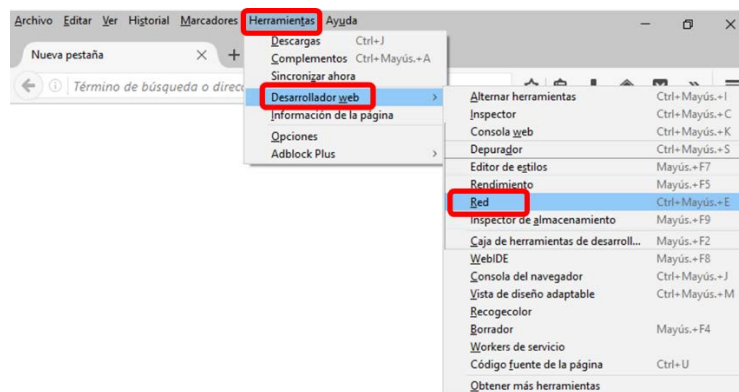 Archivo Editar Ver Historial Marcadores Herramientas Ayuda
Nueva pestaña
Término de búsqueda o direc
Descargas Ctrl+J
Complementos Ctrl+Mayús.+A
Sincronizar ahora
Desarrollador web
Información de la página
Opciones
Adblock Plus
Alternar herramientas Ctrl+Mayús.+I
Inspector Ctrl+Mayús.+C
Consola web Ctrl+Mayús.+K
Depurador Ctrl+Mayús.+S
Editor de estilos Mayús.+F7
Rendimiento Mayús.+F5
Red Ctrl+Mayús.+E
Inspector de almacenamiento Mayús.+F9
Caja de herramientas de desarroll... Mayús.+F2
WebIDE Mayús.+F8
Consola del navegador Ctrl+Mayús.+J
Vista de diseño adaptable Ctrl+Mayús.+M
Recogecolor
Borrador Mayús.+F4
Workers de servicio
Código fuente de la página Ctrl+U
Obtener más herramientas